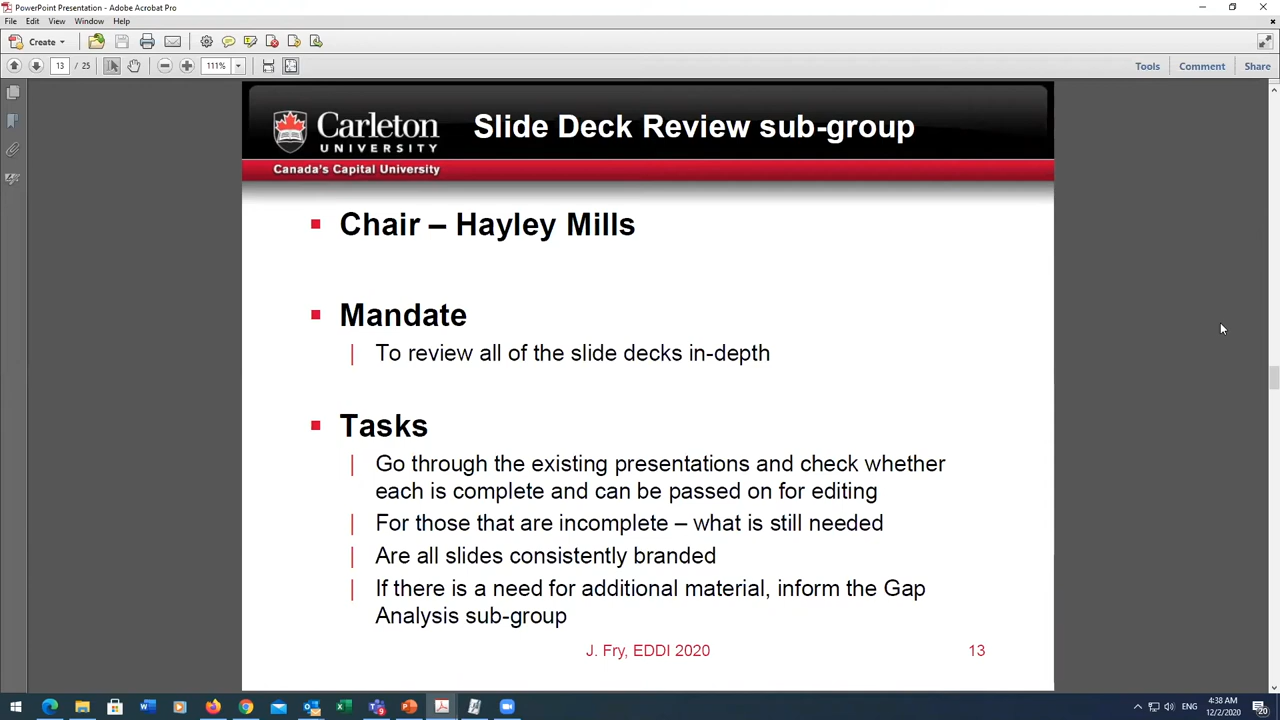 PowerPoint Presentation - Adobe Acrobat Pro
File Edit View Window Help
Create
13 / 25 111% Tools Comment Share
Carleton
UNIVERSITY
Slide Deck Review sub-group
Canada's Capital University
Chair – Hayley Mills
Mandate
To review all of the slide decks in-depth
Tasks
Go through the existing presentations and check whether
each is complete and can be passed on for editing
For those that are incomplete – what is still needed
Are all slides consistently branded
If there is a need for additional material, inform the Gap
Analysis sub-group
J. Fry, EDDI 2020 13
ENG 4:38 AM
12/2/2020 20